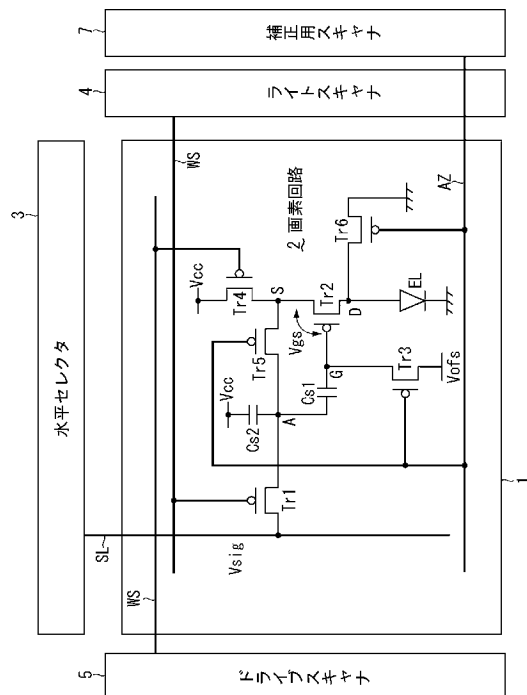 3
水平セレクタ
5
4
7
SL
WS
WS
Vcc
Vcc
Vsig
ドライブスキャナ
ライトスキャナ
補正用スキャナ
Tr4
Cs2
Tr5
Tr1
A
S
Vgs
2 画素回路
Cs1
Tr2
G
Tr6
D
Tr3
EL
Vofs
AZ
1